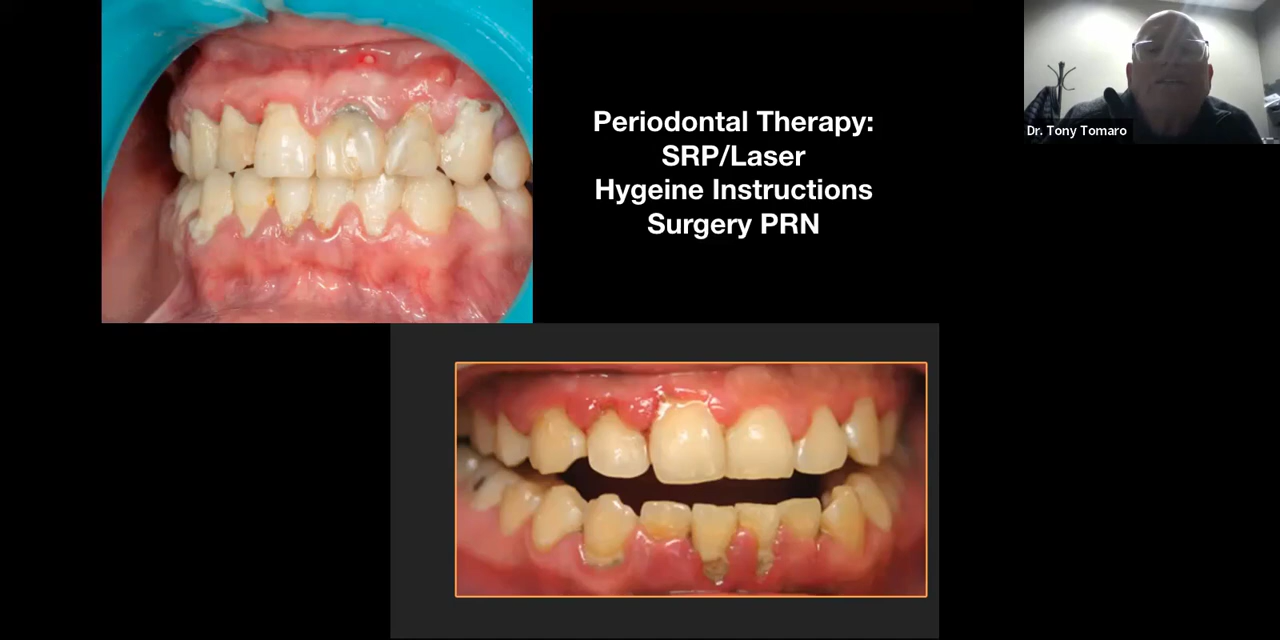 Periodontal Therapy:
SRP/Laser
Hygeine Instructions
Surgery PRN
Dr. Tony Tomaro